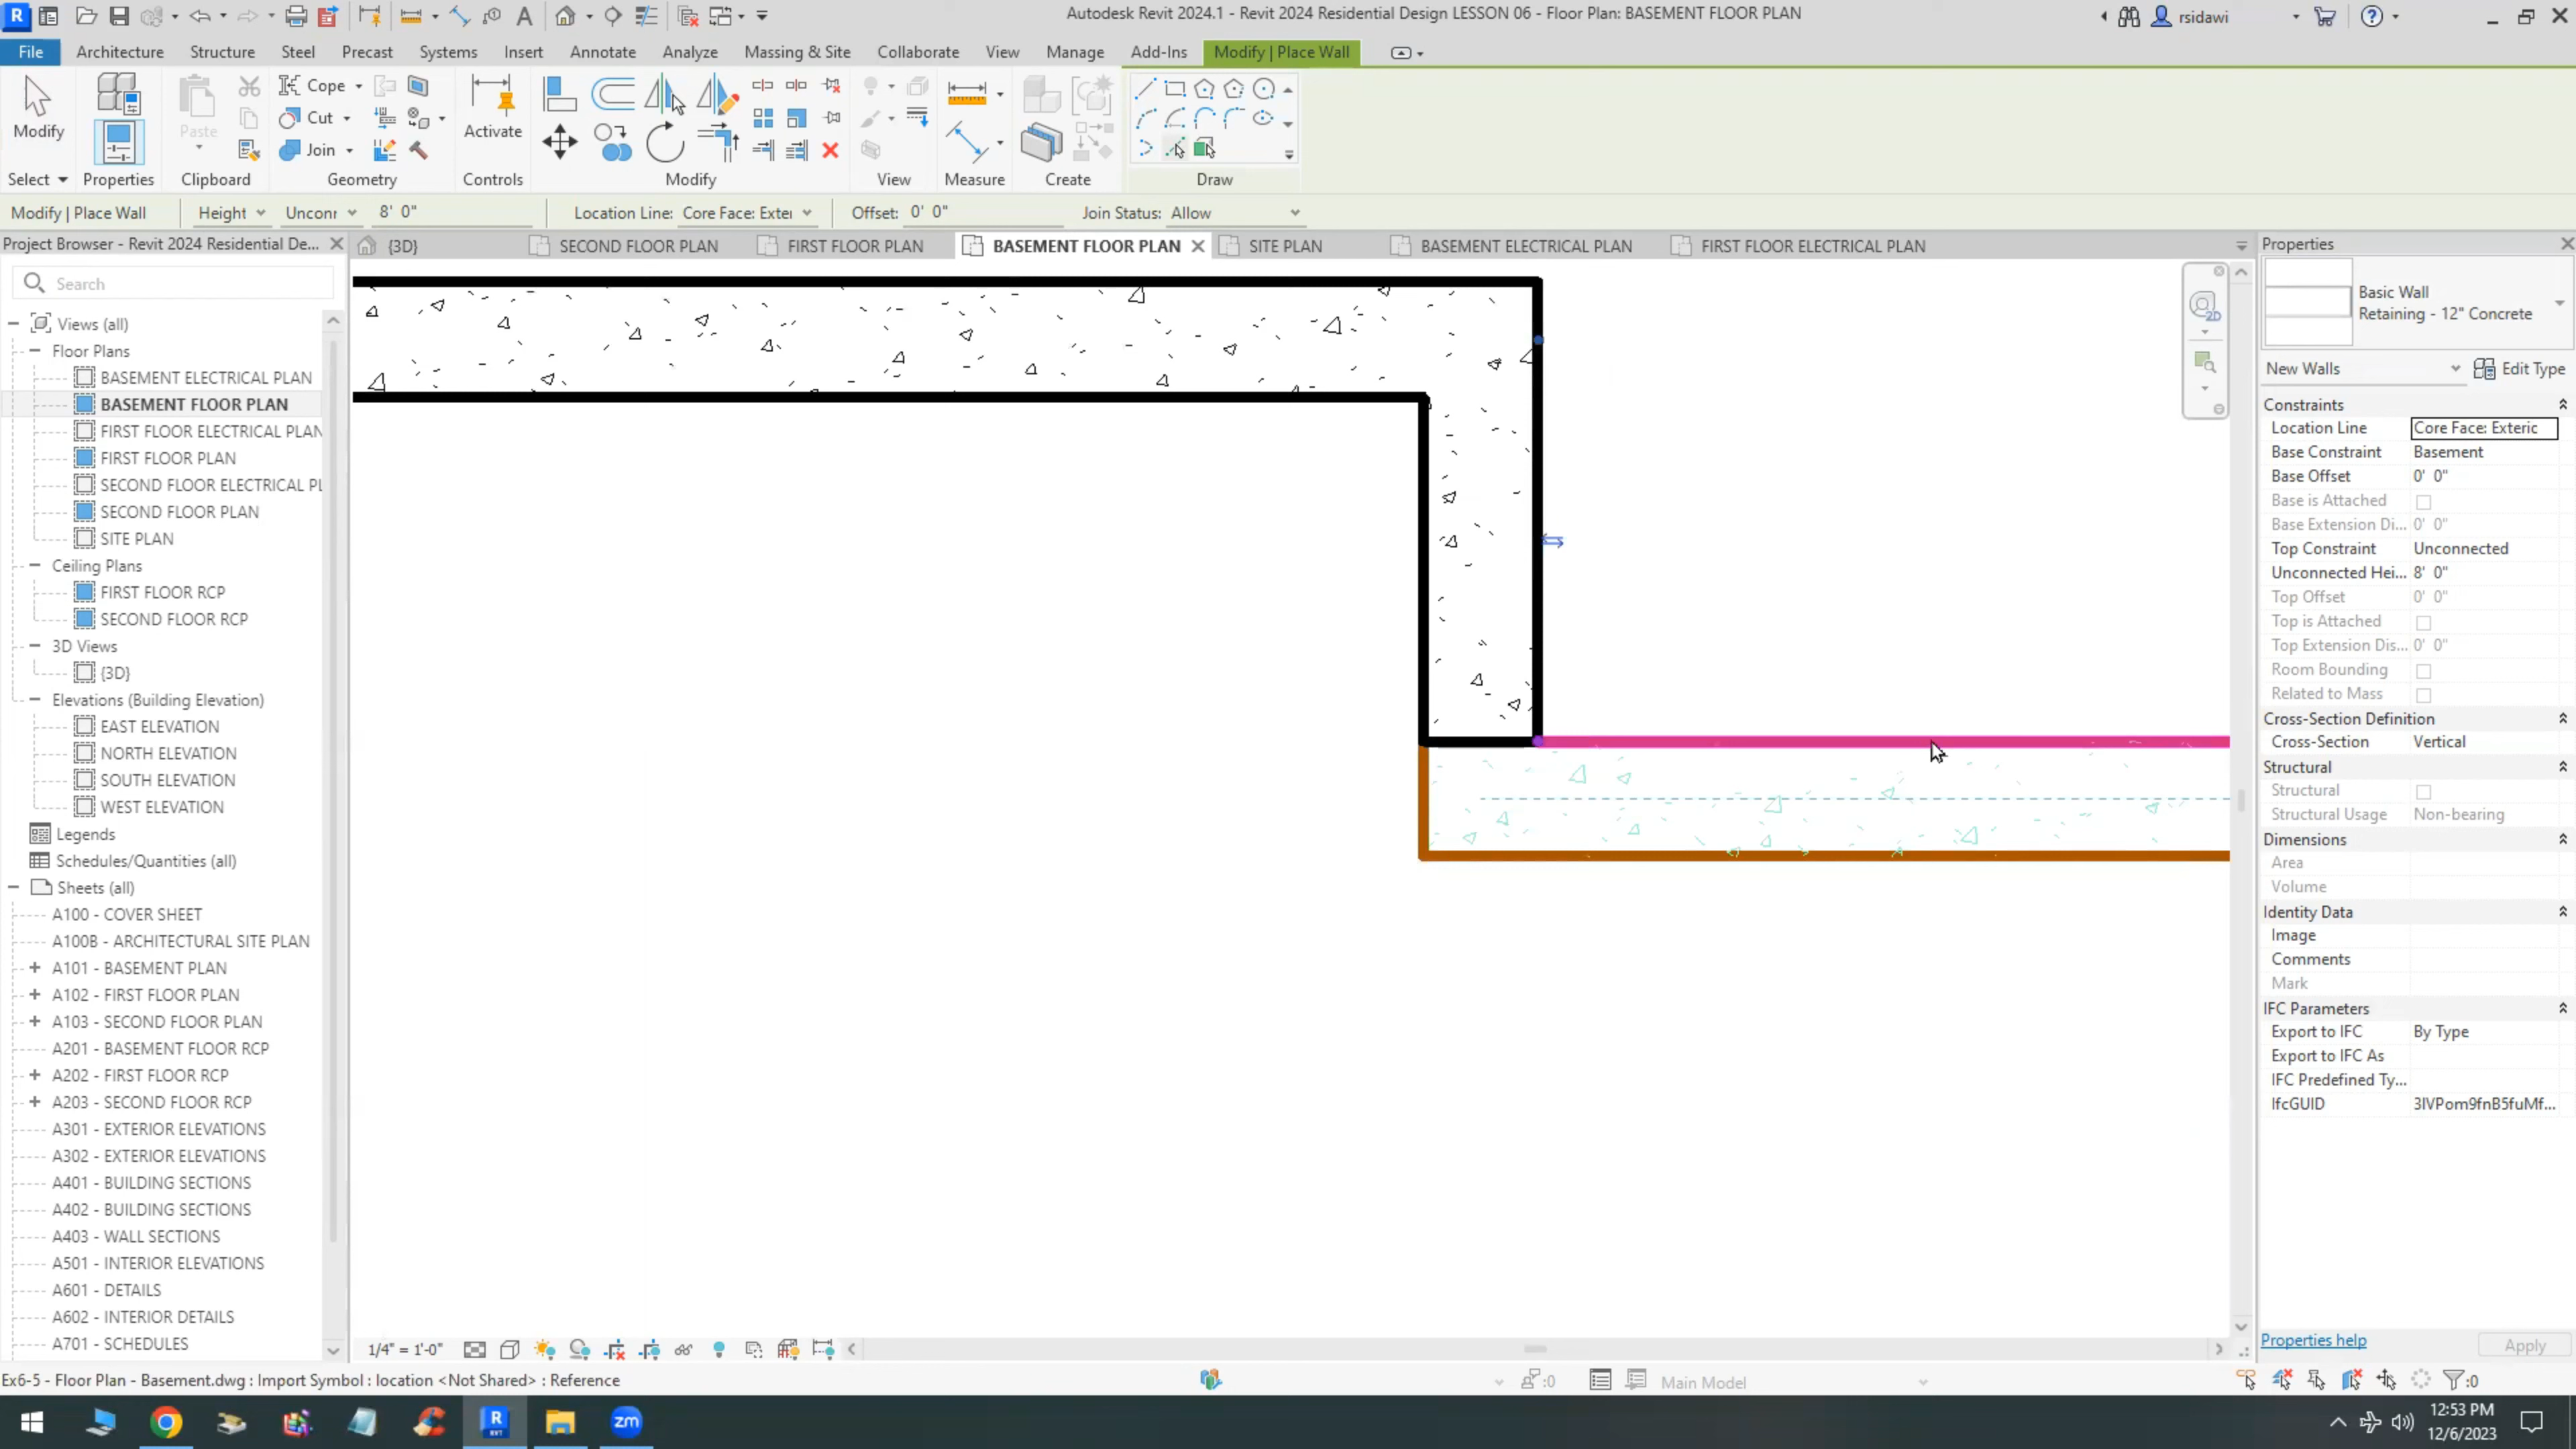 Autodesk Revit 2024.1 - Revit 2024 Residential Design LESSON 06 - Floor Plan: BASEMENT FLOOR PLAN
rsidawi
File Architecture Structure Steel Precast Systems Insert Annotate Analyze Massing & Site Collaborate View Manage Add-Ins Modify | Place Wall
Modify Paste Cope Cut Join Activate
Select Properties Clipboard Geometry Controls Modify View Measure Create Draw
Modify | Place Wall Height Unconr 8' 0" Location Line: Core Face: Exter Offset: 0' 0" Join Status: Allow
Project Browser - Revit 2024 Residential De...
{3D} SECOND FLOOR PLAN FIRST FLOOR PLAN BASEMENT FLOOR PLAN SITE PLAN BASEMENT ELECTRICAL PLAN FIRST FLOOR ELECTRICAL PLAN
Search
Views (all)
Floor Plans
BASEMENT ELECTRICAL PLAN
BASEMENT FLOOR PLAN
FIRST FLOOR ELECTRICAL PLAN
FIRST FLOOR PLAN
SECOND FLOOR ELECTRICAL PL
SECOND FLOOR PLAN
SITE PLAN
Ceiling Plans
FIRST FLOOR RCP
SECOND FLOOR RCP
3D Views
{3D}
Elevations (Building Elevation)
EAST ELEVATION
NORTH ELEVATION
SOUTH ELEVATION
WEST ELEVATION
Legends
Schedules/Quantities (all)
Sheets (all)
A100 - COVER SHEET
A100B - ARCHITECTURAL SITE PLAN
A101 - BASEMENT PLAN
A102 - FIRST FLOOR PLAN
A103 - SECOND FLOOR PLAN
A201 - BASEMENT FLOOR RCP
A202 - FIRST FLOOR RCP
A203 - SECOND FLOOR RCP
A301 - EXTERIOR ELEVATIONS
A302 - EXTERIOR ELEVATIONS
A401 - BUILDING SECTIONS
A402 - BUILDING SECTIONS
A403 - WALL SECTIONS
A501 - INTERIOR ELEVATIONS
A601 - DETAILS
A602 - INTERIOR DETAILS
A701 - SCHEDULES
2D
Properties
Basic Wall
Retaining - 12" Concrete
New Walls Edit Type
Constraints
Location Line Core Face: Exteric
Base Constraint Basement
Base Offset 0' 0"
Base is Attached
Base Extension Di... 0' 0"
Top Constraint Unconnected
Unconnected Hei... 8' 0"
Top Offset 0' 0"
Top is Attached
Top Extension Dis... 0' 0"
Room Bounding
Related to Mass
Cross-Section Definition
Cross-Section Vertical
Structural
Structural
Structural Usage Non-bearing
Dimensions
Area
Volume
Identity Data
Image
Comments
Mark
IFC Parameters
Export to IFC By Type
Export to IFC As
IFC Predefined Ty...
IfcGUID 3IVPom9fnB5fuMf...
Properties help Apply
1/4" = 1'-0"
Ex6-5 - Floor Plan - Basement.dwg : Import Symbol : location <Not Shared> : Reference
:0 Main Model :0
R RVT zm
12:53 PM
12/6/2023